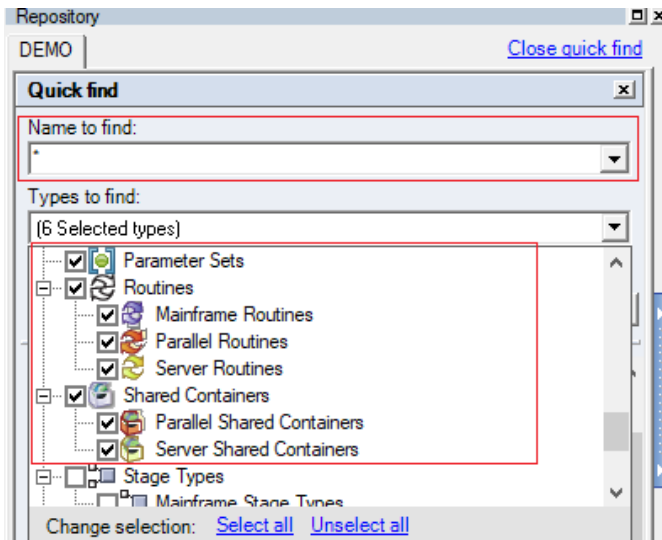 Repository
DEMO Close quick find
Quick find
Name to find:
*
Types to find:
(6 Selected types)
Parameter Sets
Routines
Mainframe Routines
Parallel Routines
Server Routines
Shared Containers
Parallel Shared Containers
Server Shared Containers
Stage Types
Mainframe Stage Types
Change selection: Select all Unselect all